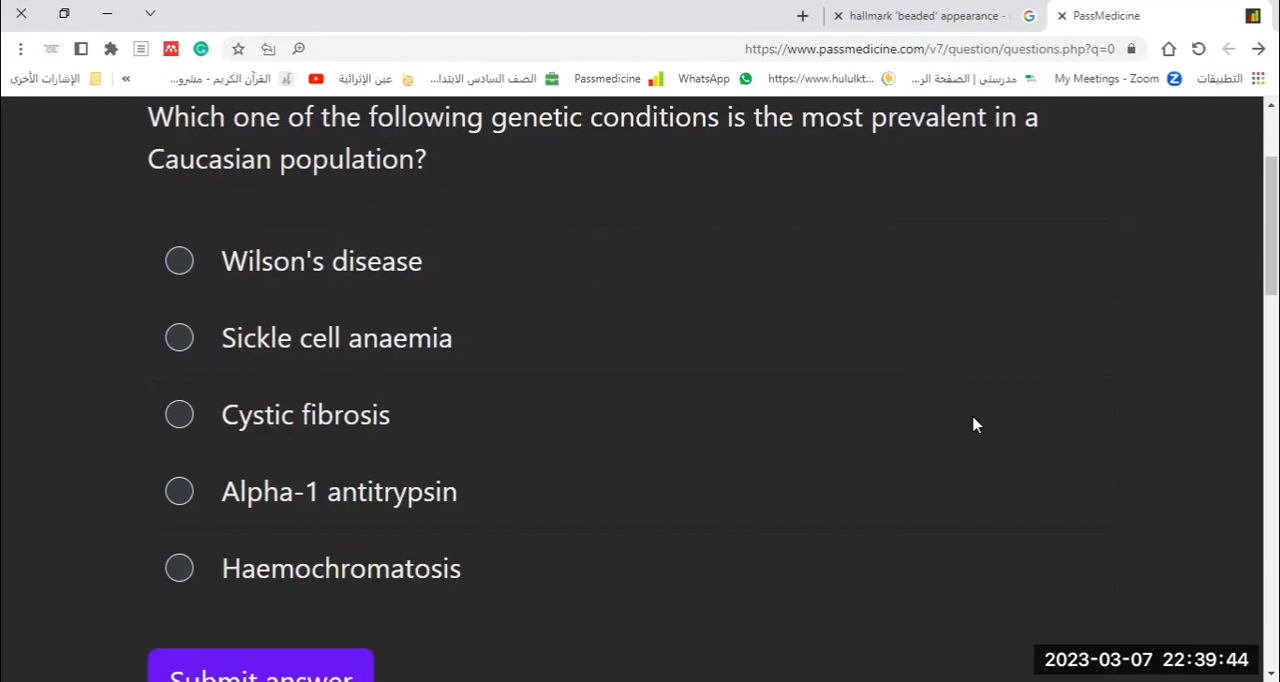 hallmark 'beaded' appearance -
PassMedicine
https://www.passmedicine.com/v7/question/questions.php?q=0
الإشارات الأخرى
»
القرآن الكريم - مشرو...
عين الإثرائية
الصف السادس الابتدا...
Passmedicine
WhatsApp
https://www.hululkt...
مدرستي | الصفحة الر...
My Meetings - Zoom
التطبيقات
Which one of the following genetic conditions is the most prevalent in a
Caucasian population?
Wilson's disease
Sickle cell anaemia
Cystic fibrosis
Alpha-1 antitrypsin
Haemochromatosis
Submit answer
2023-03-07 22:39:44